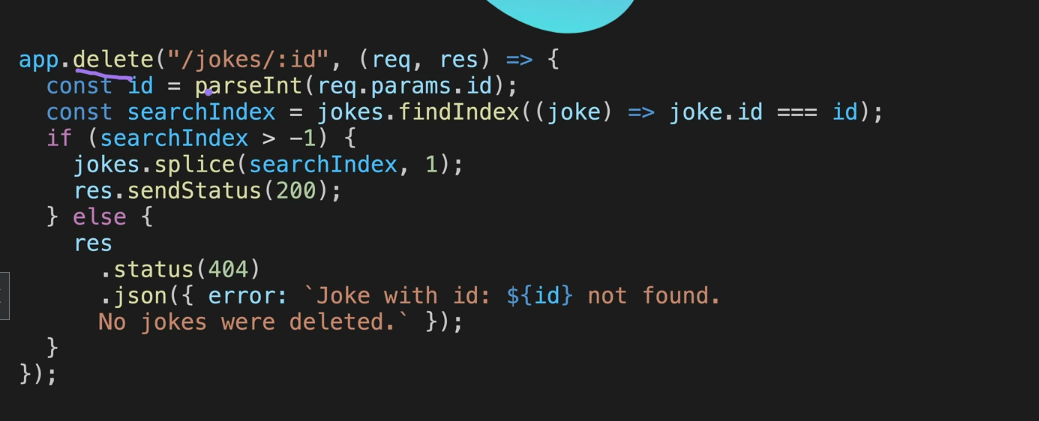 app.delete("/jokes/:id", (req, res) => {
  const id = parseInt(req.params.id);
  const searchIndex = jokes.findIndex((joke) => joke.id === id);
  if (searchIndex > -1) {
    jokes.splice(searchIndex, 1);
    res.sendStatus(200);
  } else {
    res
      .status(404)
      .json({ error: `Joke with id: ${id} not found.
      No jokes were deleted.` });
  }
});